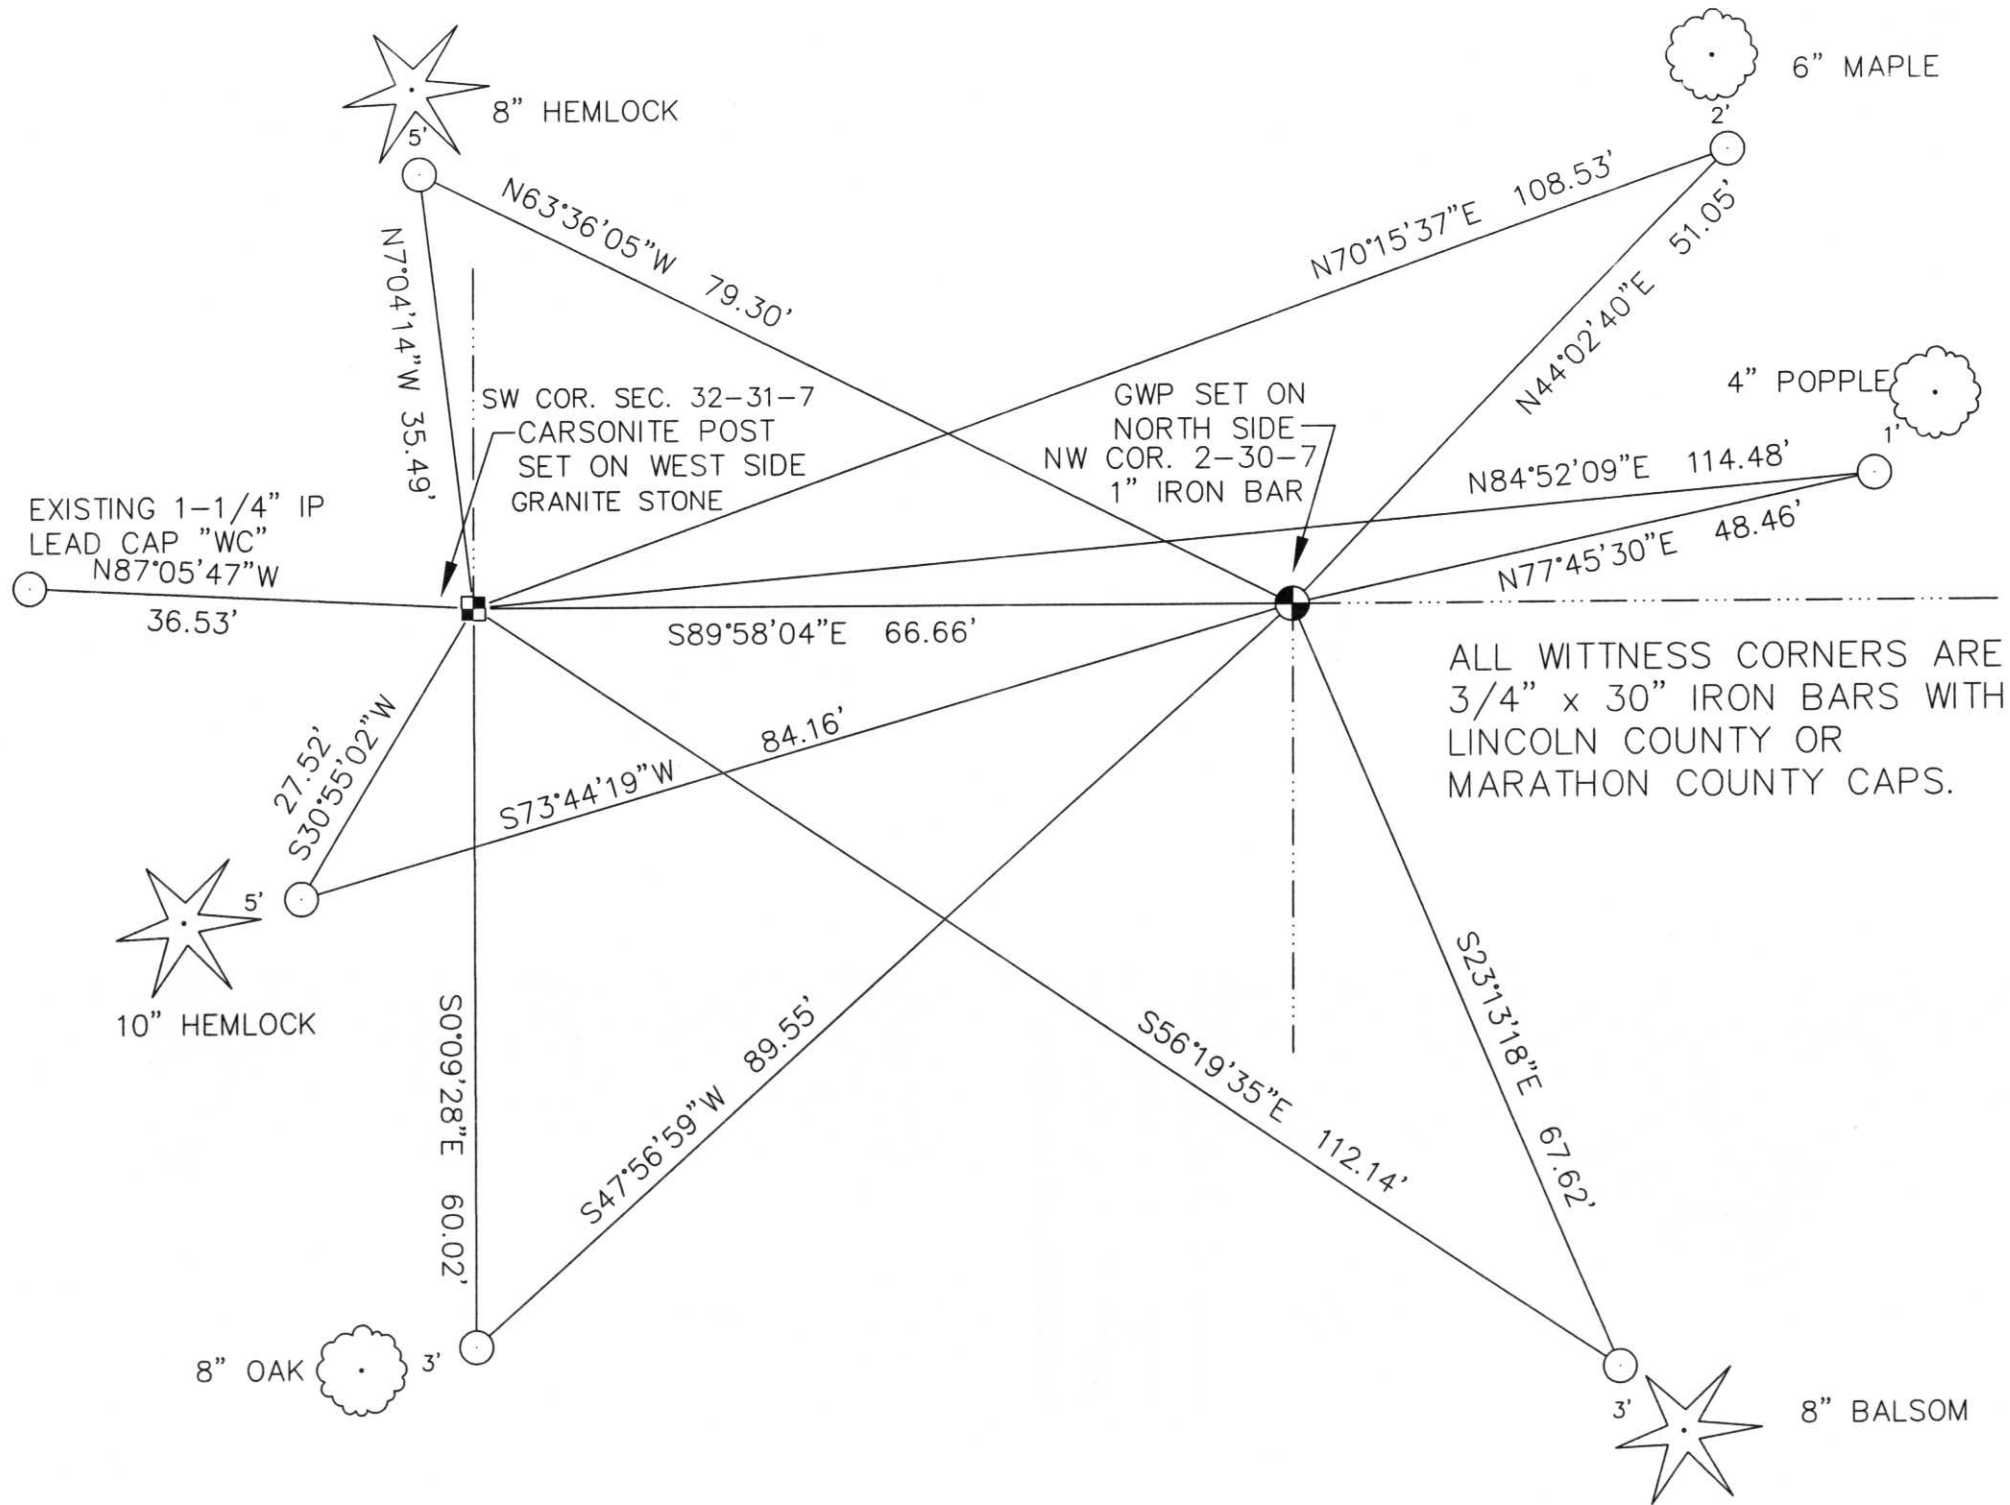 6” MAPLE
8” HEMLOCK
2'
5'
N63°36'05”W 79.30'
N70°15'37”E 108.53'
51.05'
N44°02'40”E
N7°04'14”W 35.49'
4” POPPLE
1'
SW COR. SEC. 32-31-7
CARSONITE POST
SET ON WEST SIDE
GRANITE STONE
GWP SET ON
NORTH SIDE
NW COR. 2-30-7
1” IRON BAR
N84°52'09”E 114.48'
N77°45'30”E 48.46'
EXISTING 1-1/4” IP
LEAD CAP ”WC”
N87°05'47”W
36.53'
S89°58'04”E 66.66'
ALL WITTNESS CORNERS ARE
3/4” x 30” IRON BARS WITH
LINCOLN COUNTY OR
MARATHON COUNTY CAPS.
27.52'
S30°55'02”W
S73°44'19”W 84.16'
5'
10” HEMLOCK
S0°09'28”E 60.02'
S47°56'59”W 89.55'
S56°19'35”E 112.14'
S23°13'18”E 67.62'
8” OAK
3'
3'
8” BALSOM